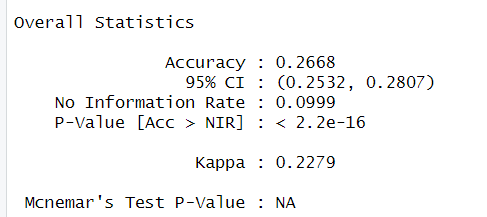 Overall Statistics
Accuracy : 0.2668
95% CI : (0.2532, 0.2807)
No Information Rate : 0.0999
P-Value [Acc > NIR] : < 2.2e-16
Kappa : 0.2279
Mcnemar's Test P-Value : NA